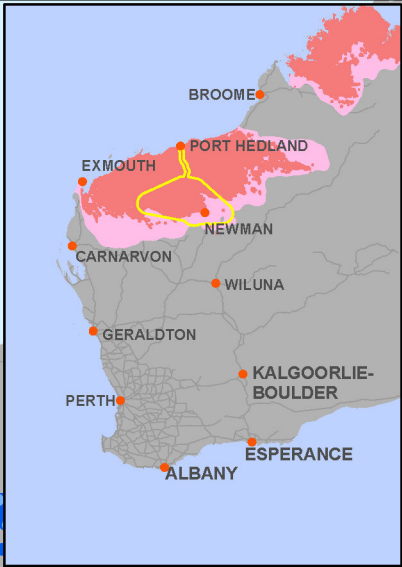 BROOME
PORT HEDLAND
EXMOUTH
NEWMAN
CARNARVON
WILUNA
GERALDTON
KALGOORLIE-
BOULDER
PERTH
ESPERANCE
ALBANY